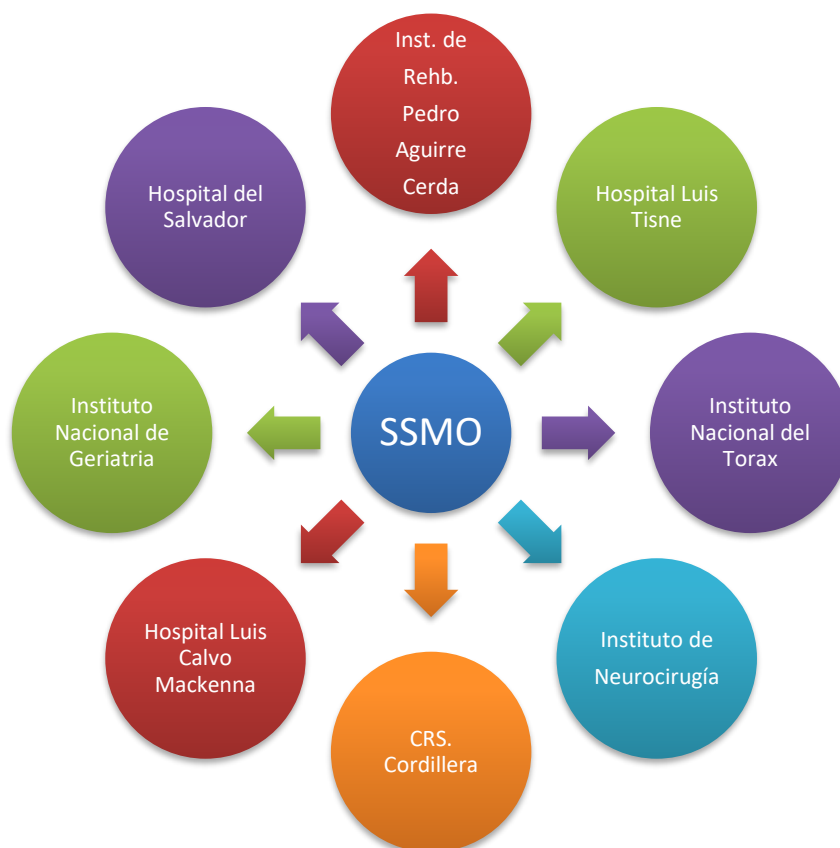 Inst. de
Rehb.
Pedro
Aguirre
Cerda
Hospital Luis
Tisne
Instituto
Nacional del
Torax
Instituto de
Neurocirugía
CRS.
Cordillera
Hospital Luis
Calvo
Mackenna
Instituto
Nacional de
Geriatria
Hospital del
Salvador
SSMO